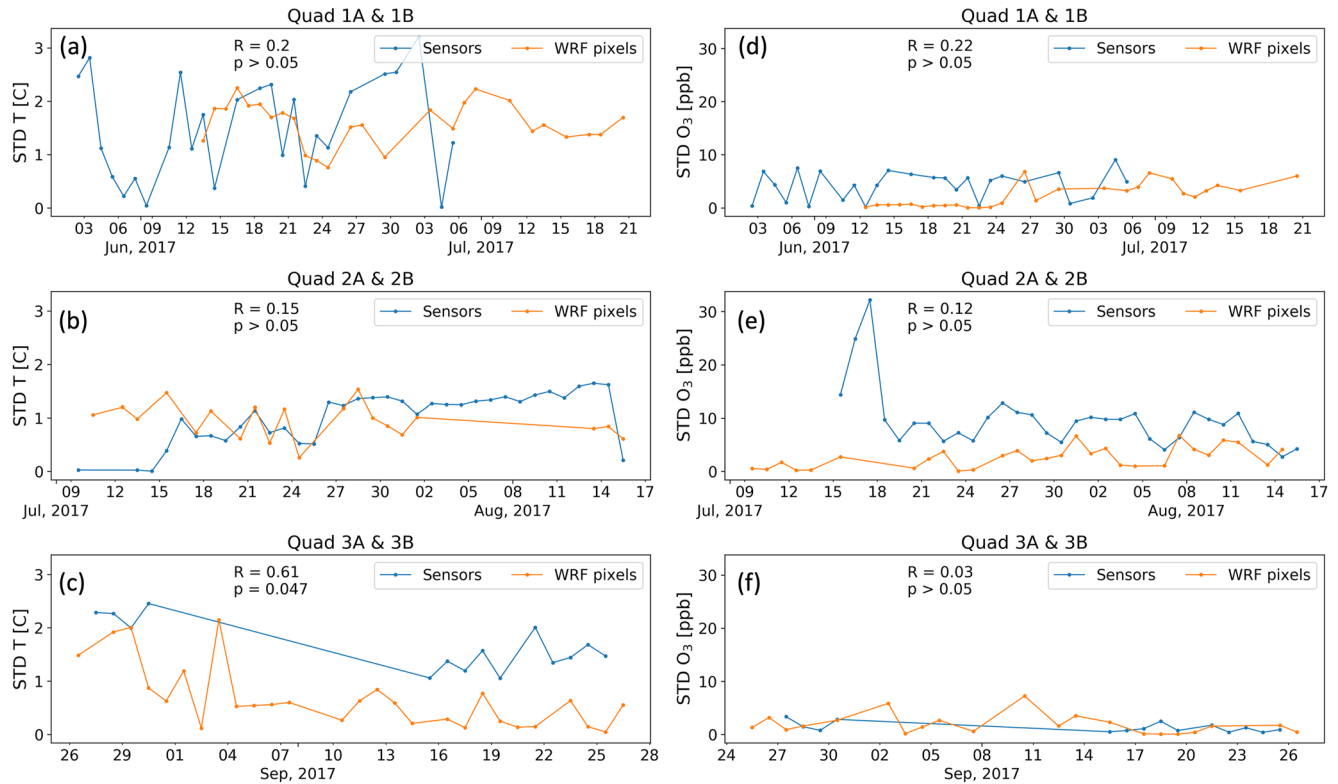 Quad 1A & 1B
(a)
R = 0.2
p > 0.05
Sensors
WRF pixels
STD T [C]
3
2
1
0
03 06 09 12 15 18 21 24 27 30 03 06 09 12 15 18 21
Jun, 2017 Jul, 2017
Quad 1A & 1B
(d)
R = 0.22
p > 0.05
Sensors
WRF pixels
STD O₃ [ppb]
30
20
10
0
03 06 09 12 15 18 21 24 27 30 03 06 09 12 15 18 21
Jun, 2017 Jul, 2017
Quad 2A & 2B
(b)
R = 0.15
p > 0.05
Sensors
WRF pixels
STD T [C]
3
2
1
0
09 12 15 18 21 24 27 30 02 05 08 11 14 17
Jul, 2017 Aug, 2017
Quad 2A & 2B
(e)
R = 0.12
p > 0.05
Sensors
WRF pixels
STD O₃ [ppb]
30
20
10
0
09 12 15 18 21 24 27 30 02 05 08 11 14 17
Jul, 2017 Aug, 2017
Quad 3A & 3B
(c)
R = 0.61
p = 0.047
Sensors
WRF pixels
STD T [C]
3
2
1
0
26 29 01 04 07 10 13 16 19 22 25 28
Sep, 2017
Quad 3A & 3B
(f)
R = 0.03
p > 0.05
Sensors
WRF pixels
STD O₃ [ppb]
30
20
10
0
24 27 30 02 05 08 11 14 17 20 23 26
Sep, 2017